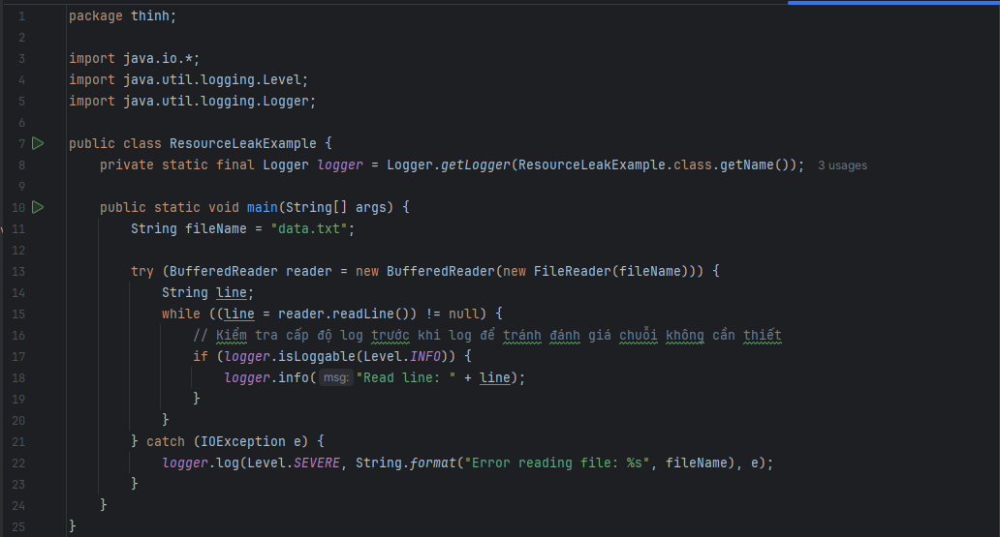 1 package thinh;
2
3 import java.io.*;
4 import java.util.logging.Level;
5 import java.util.logging.Logger;
6
7 public class ResourceLeakExample {
8     private static final Logger logger = Logger.getLogger(ResourceLeakExample.class.getName()); 3 usages
9
10     public static void main(String[] args) {
11         String fileName = "data.txt";
12
13         try (BufferedReader reader = new BufferedReader(new FileReader(fileName))) {
14             String line;
15             while ((line = reader.readLine()) != null) {
16                 // Kiểm tra cấp độ log trước khi log để tránh đánh giá chuỗi không cần thiết
17                 if (logger.isLoggable(Level.INFO)) {
18                     logger.info( msg: "Read line: " + line);
19                 }
20             }
21         } catch (IOException e) {
22             logger.log(Level.SEVERE, String.format("Error reading file: %s", fileName), e);
23         }
24     }
25 }